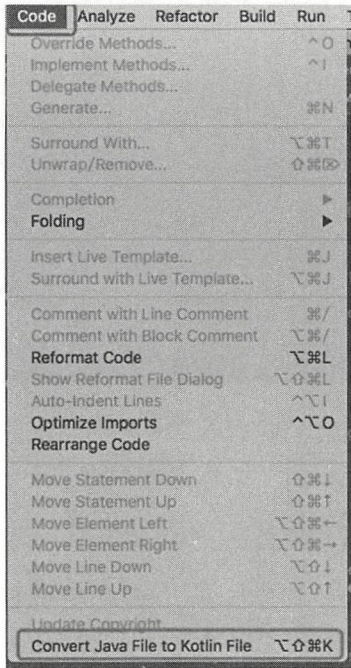 Code Analyze Refactor Build Run
Override Methods... ^O
Implement Methods... ^I
Delegate Methods...
Generate... ⌘N
Surround With... ⌥⌘T
Unwrap/Remove... ⇧⌘⌦
Completion ▶
Folding ▶
Insert Live Template... ⌘J
Surround with Live Template... ⌥⌘J
Comment with Line Comment ⌘/
Comment with Block Comment ⌥⌘/
Reformat Code ⌥⌘L
Show Reformat File Dialog ⌥⇧⌘L
Auto-Indent Lines ^⌥I
Optimize Imports ^⌥O
Rearrange Code
Move Statement Down ⇧⌘↓
Move Statement Up ⇧⌘↑
Move Element Left ⌥⇧⌘←
Move Element Right ⌥⇧⌘→
Move Line Down ⌥⇧↓
Move Line Up ⌥⇧↑
Update Copyright...
Convert Java File to Kotlin File ⌥⇧⌘K